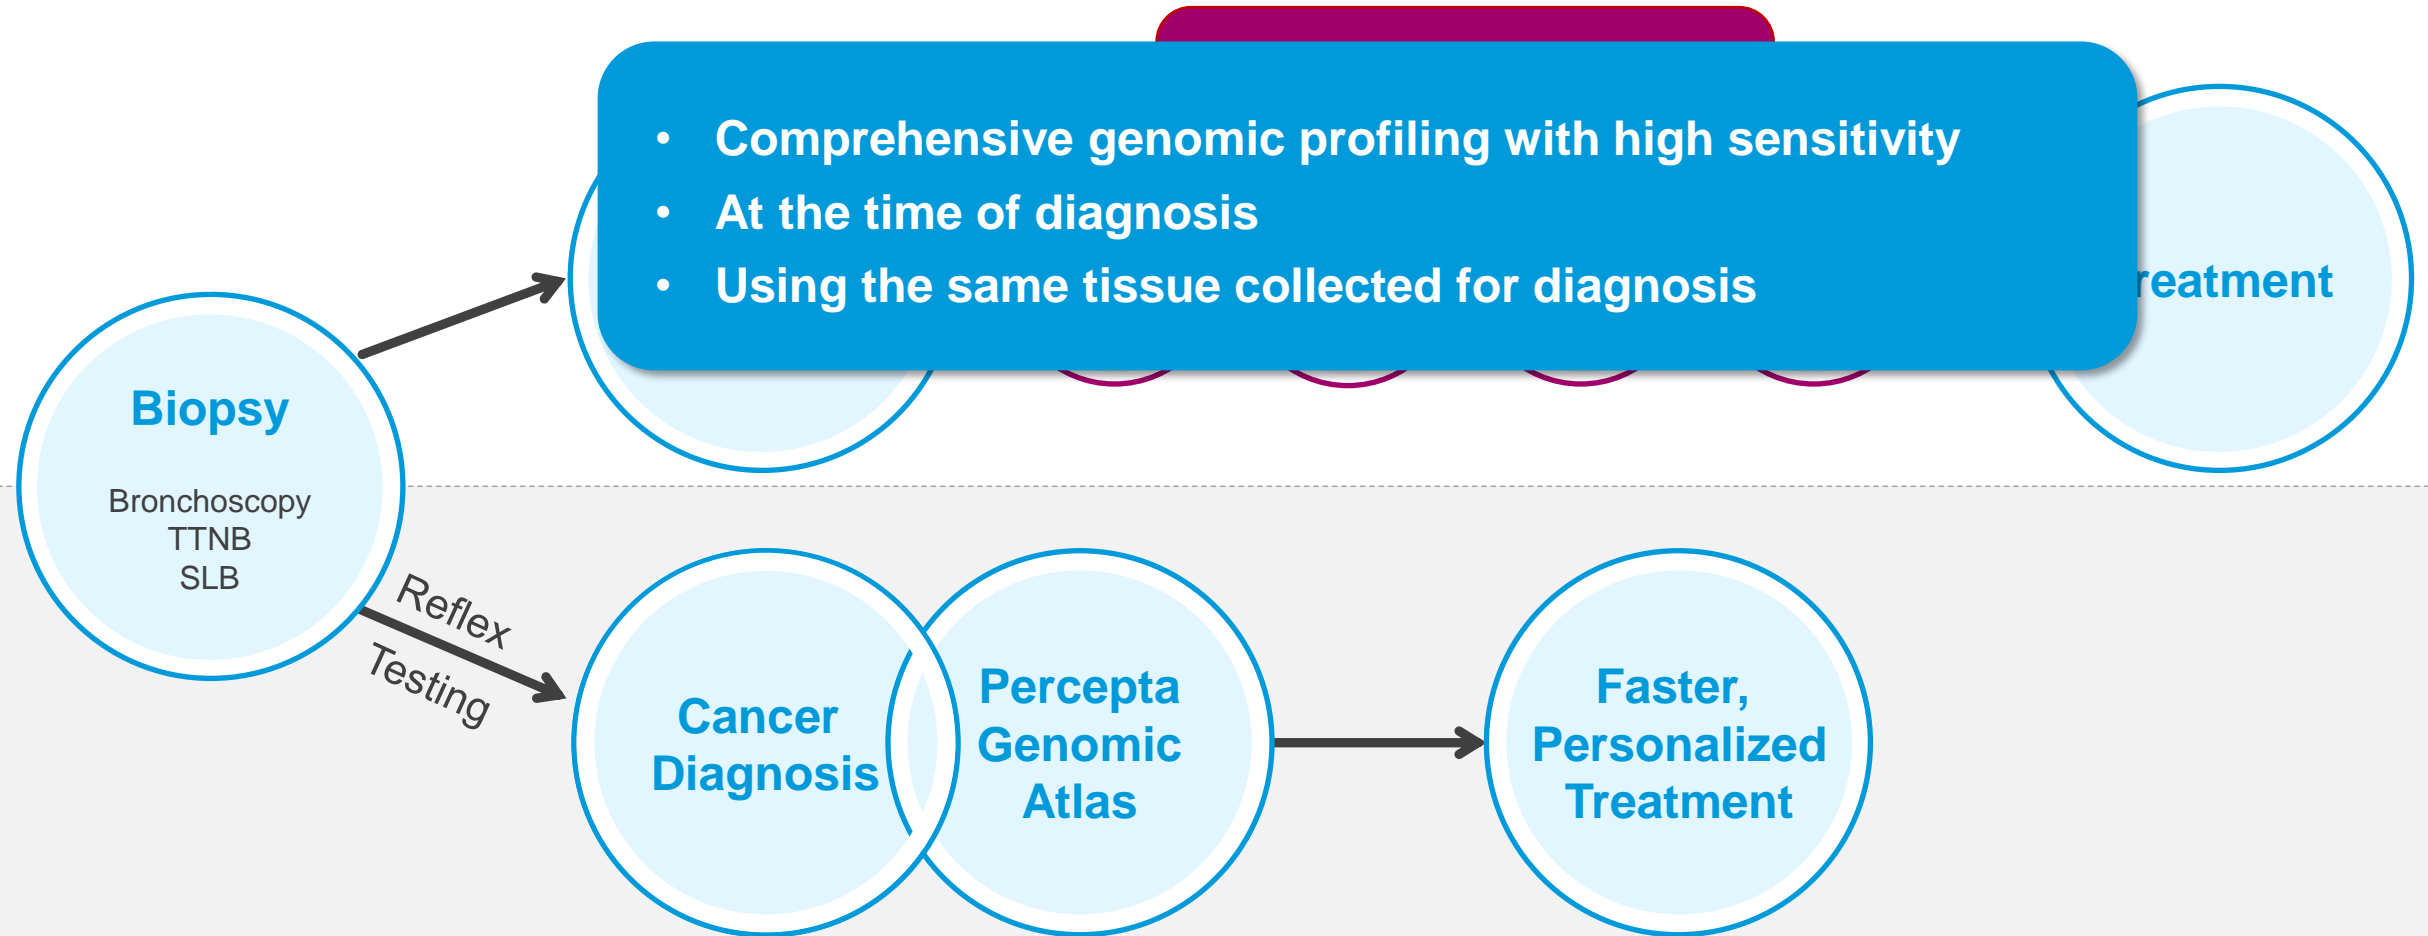 • Comprehensive genomic profiling with high sensitivity
• At the time of diagnosis
• Using the same tissue collected for diagnosis
reatment
Biopsy
Bronchoscopy
TTNB
SLB
Reflex
Testing
Cancer
Diagnosis
Percepta
Genomic
Atlas
Faster,
Personalized
Treatment